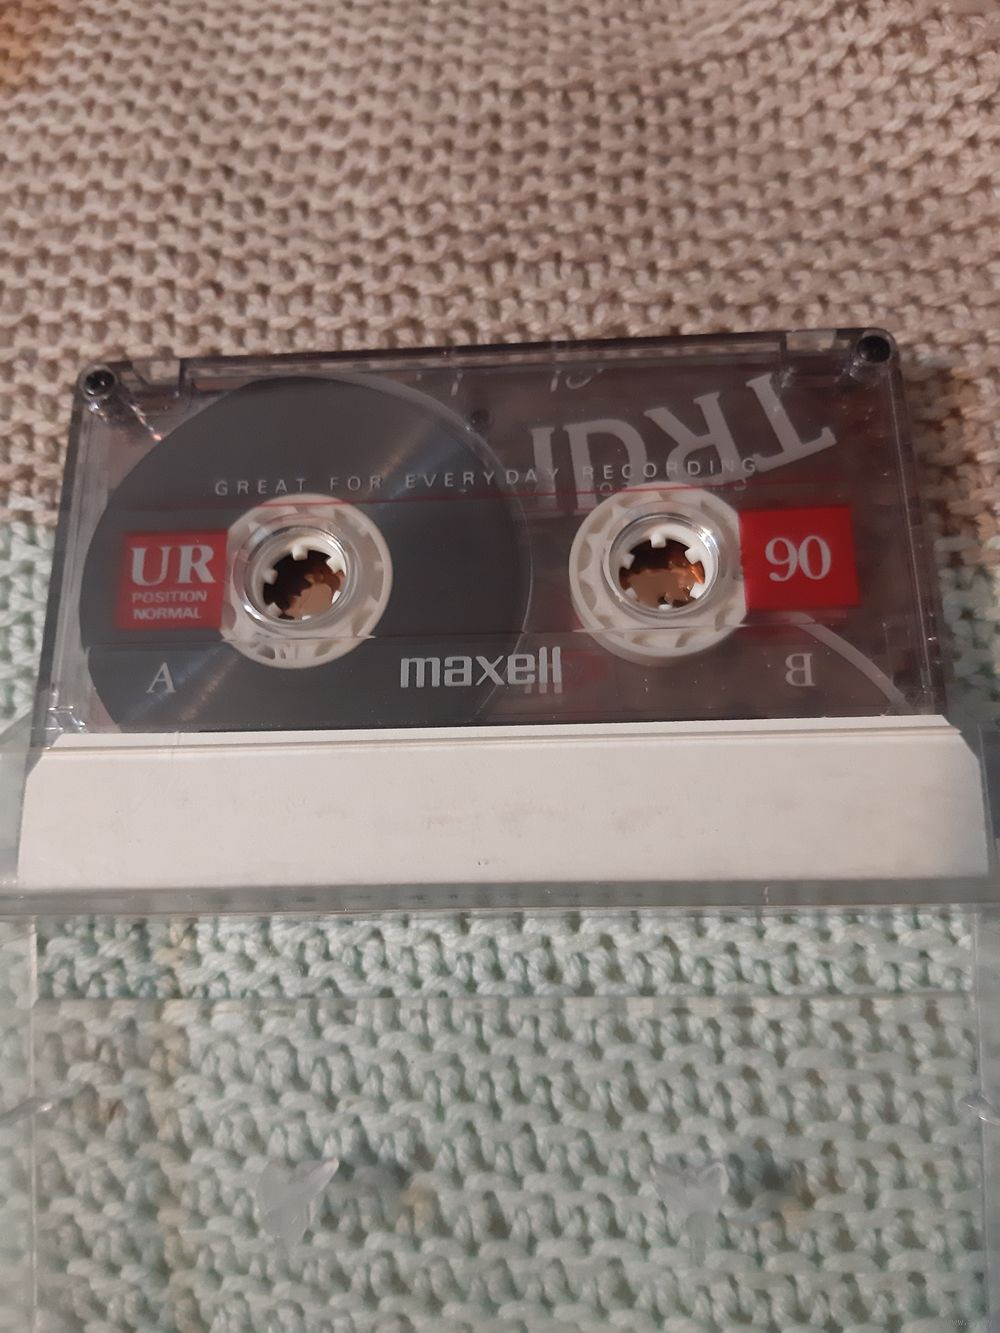 GREAT FOR EVERYDAY RECORDING
UR
POSITION
NORMAL
90
A
maxell
B